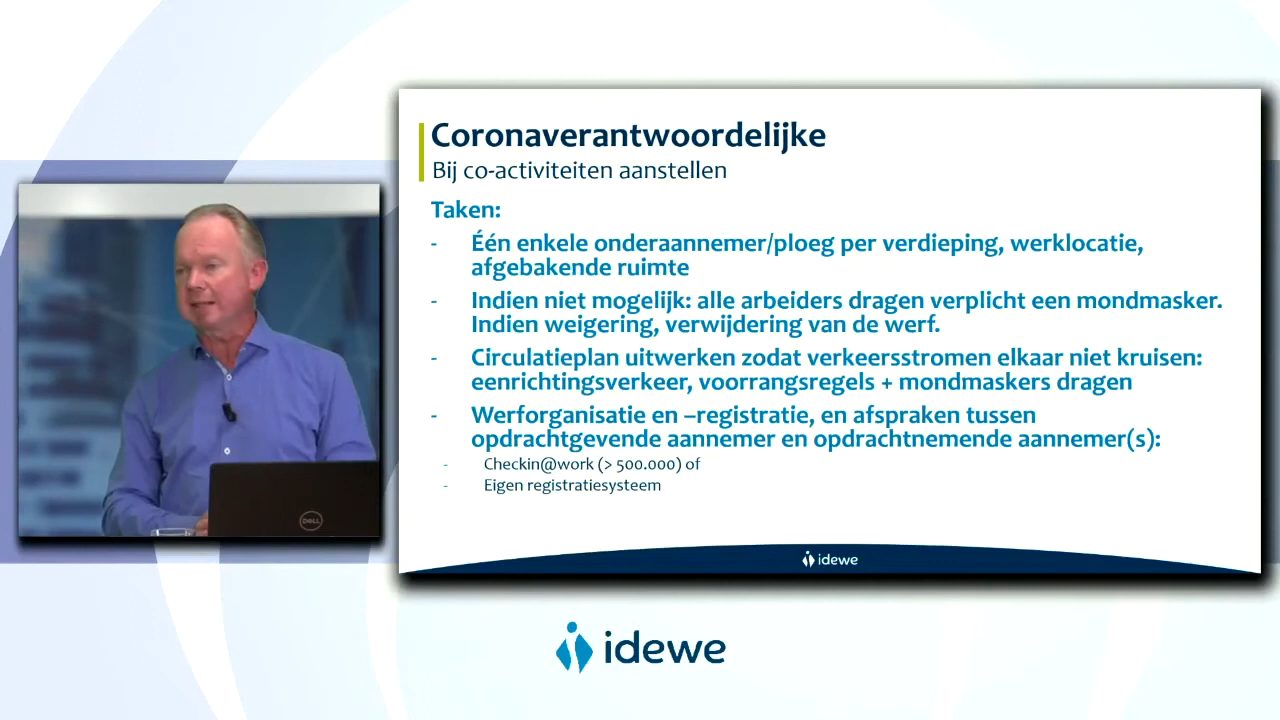 Coronaverantwoordelijke
Bij co-activiteiten aanstellen
Taken:
- Één enkele onderaannemer/ploeg per verdieping, werklocatie,
afgebakende ruimte
- Indien niet mogelijk: alle arbeiders dragen verplicht een mondmasker.
Indien weigering, verwijdering van de werf.
- Circulatieplan uitwerken zodat verkeersstromen elkaar niet kruisen:
eenrichtingsverkeer, voorrangsregels + mondmaskers dragen
- Werforganisatie en –registratie, en afspraken tussen
opdrachtgevende aannemer en opdrachtnemende aannemer(s):
- Checkin@work (> 500.000) of
- Eigen registratiesysteem
idewe
DELL
idewe